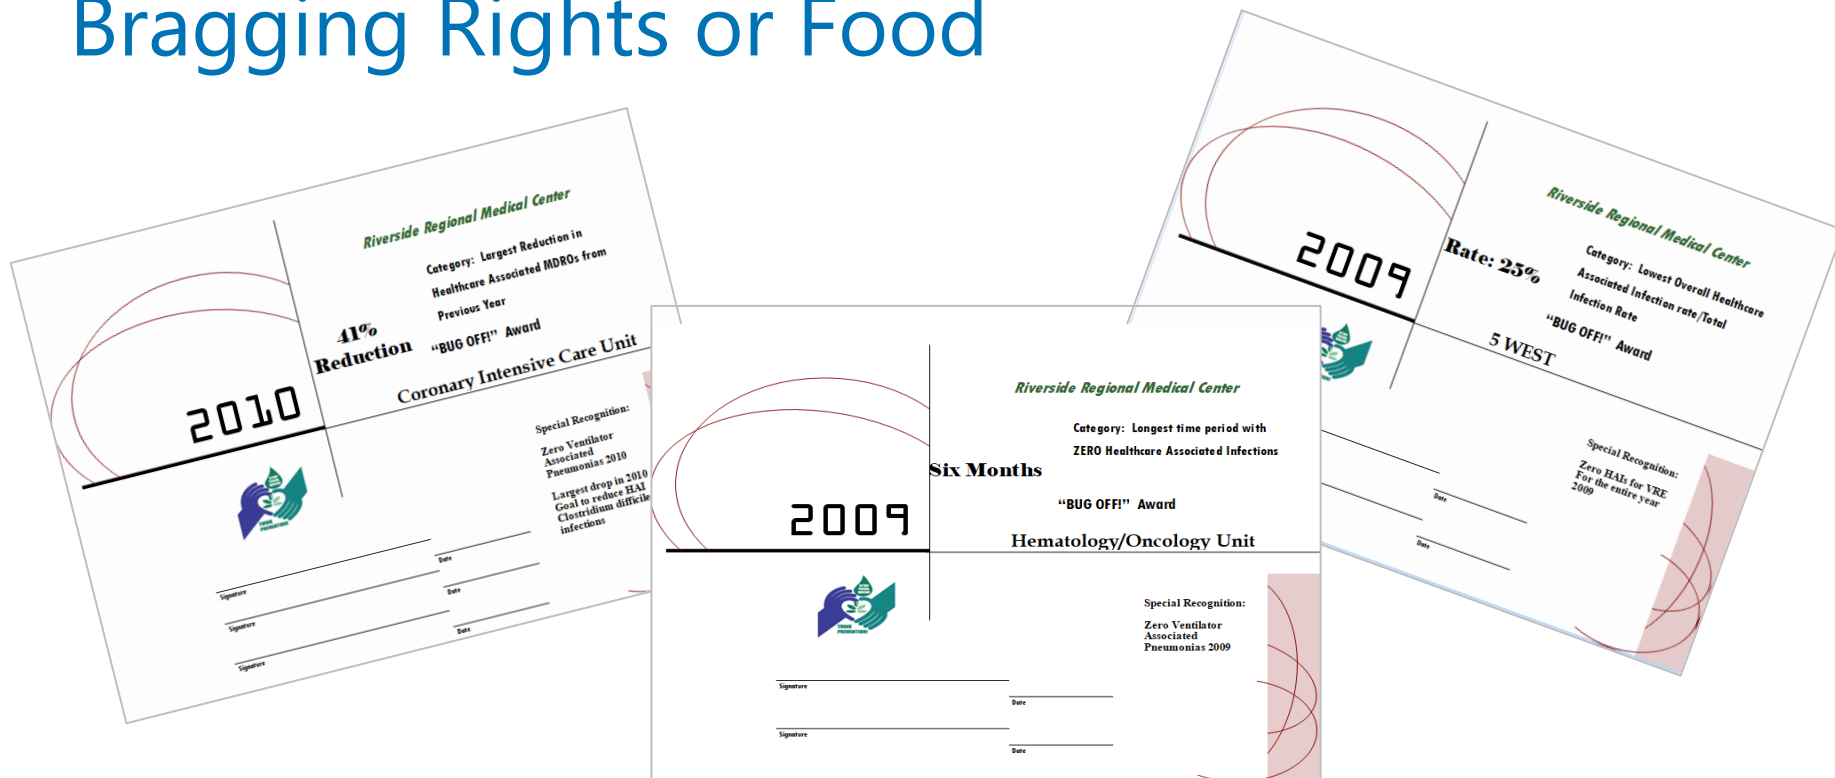 Bragging Rights or Food
Riverside Regional Medical Center
Category: Largest Reduction in
Healthcare Associated MDROs from
Previous Year
41%
Reduction
“BUG OFF!” Award
Coronary Intensive Care Unit
2010
Special Recognition:
Zero Ventilator
Associated
Pneumonias 2010
Largest drop in 2010
Goal to reduce HAI
Clostridium difficile
infections
THINK
PREVENTION!
Signature
Date
Signature
Date
Signature
Date
Riverside Regional Medical Center
Category: Longest time period with
ZERO Healthcare Associated Infections
Six Months
“BUG OFF!” Award
2009
Hematology/Oncology Unit
THINK
PREVENTION!
Special Recognition:
Zero Ventilator
Associated
Pneumonias 2009
Signature
Date
Signature
Date
Riverside Regional Medical Center
Category: Lowest Overall Healthcare
Associated Infection rate/Total
Infection Rate
Rate: 25%
“BUG OFF!” Award
2009
5 WEST
Special Recognition:
Zero HAIs for VRE
For the entire year
2009
Date
Date